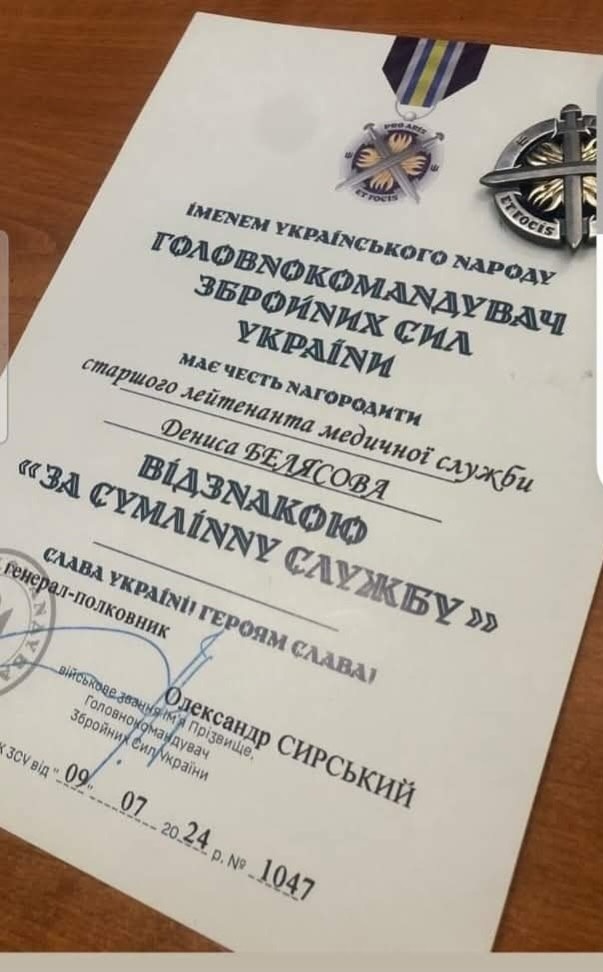 PRO ARIS
ET FOCIS
ET FOCIS
ІМЕНЕМ УКРАЇНСЬКОГО НАРОДУ
ГОЛОВНОКОМАНДУВАЧ
ЗБРОЙНИХ СИЛ
УКРАЇНИ
МАЄ ЧЕСТЬ НАГОРОДИТИ
старшого лейтенанта медичної служби
Дениса БЕЛЯСОВА
ВІДЗНАКОЮ
«ЗА СУМЛІННУ СЛУЖБУ»
СЛАВА УКРАЇНІ! ГЕРОЯМ СЛАВА!
генерал-полковник
Олександр СИРСЬКИЙ
військове звання Ім'я Прізвище,
Головнокомандувач
Збройних Сил України
ЗСУ від "09" 07 2024 р. № 1047